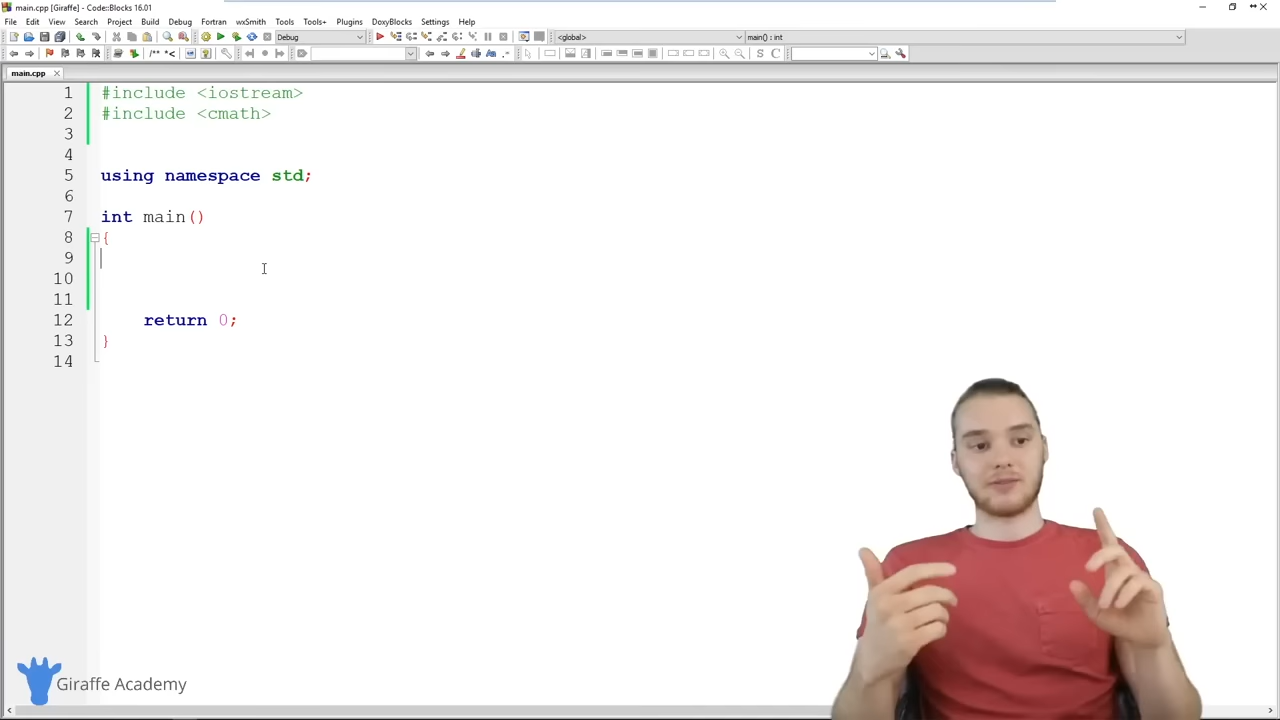 main.cpp [Giraffe] - Code::Blocks 16.01
File Edit View Search Project Build Debug Fortran wxSmith Tools Tools+ Plugins DoxyBlocks Settings Help
Debug <global> main() : int
/** *<
S C
main.cpp
1 #include <iostream>
2 #include <cmath>
3
4
5 using namespace std;
6
7 int main()
8 {
9
10
11
12 return 0;
13 }
14
Giraffe Academy